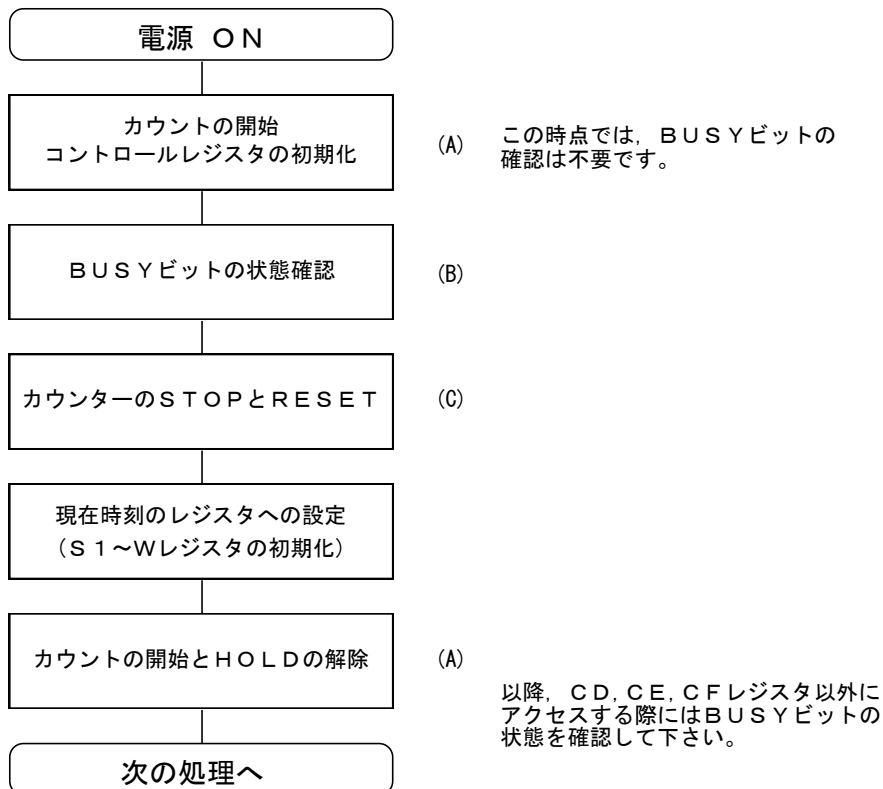 電源 ON
カウントの開始
コントロールレジスタの初期化
(A)
この時点では，ＢＵＳＹビットの
確認は不要です。
ＢＵＳＹビットの状態確認
(B)
カウンターのＳＴＯＰとＲＥＳＥＴ
(C)
現在時刻のレジスタへの設定
（Ｓ１～Ｗレジスタの初期化）
カウントの開始とＨＯＬＤの解除
(A)
以降，ＣＤ,ＣＥ,ＣＦレジスタ以外に
アクセスする際にはＢＵＳＹビットの
状態を確認して下さい。
次の処理へ